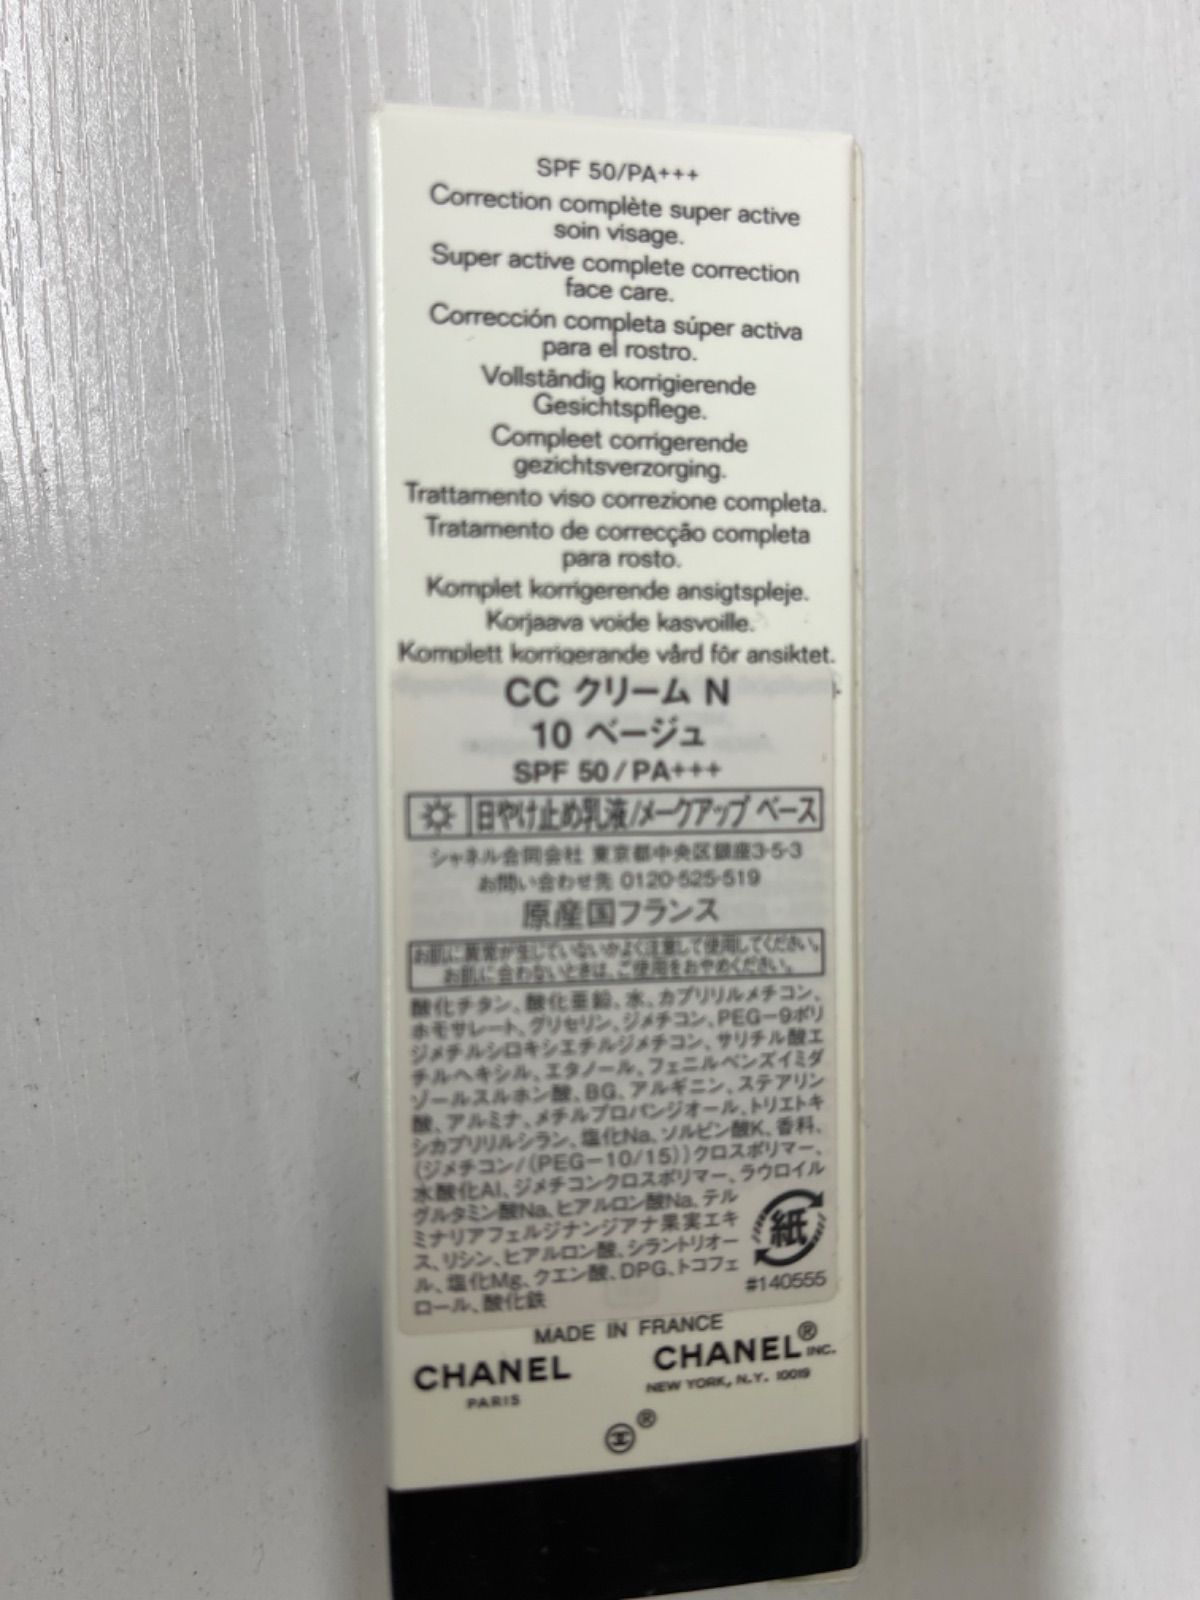 SPF 50/PA+++
Correction complète super active
soin visage.
Super active complete correction
face care.
Corrección completa súper activa
para el rostro.
Vollständig korrigierende
Gesichtspflege.
Compleet corrigerende
gezichtsverzorging.
Trattamento viso correzione completa.
Tratamento de correcção completa
para rosto.
Komplet korrigerende ansigtspleje.
Korjaava voide kasvoille.
Komplett korrigerande vård för ansiktet.
CC クリーム N
10 ベージュ
SPF 50/PA+++
日やけ止め乳液/メークアップ ベース
シャネル合同会社 東京都中央区銀座3-5-3
お問い合わせ先 0120-525-519
原産国フランス
お肌に異常が生じていないかよく注意して使用してください。
お肌に合わないときは、ご使用をおやめください。
酸化チタン、酸化亜鉛、水、カプリリルメチコン、
ホモサレート、グリセリン、ジメチコン、PEG-9ポリ
ジメチルシロキシエチルジメチコン、サリチル酸エ
チルヘキシル、エタノール、フェニルベンズイミダ
ゾールスルホン酸、BG、アルギニン、ステアリン
酸、アルミナ、メチルプロパンジオール、トリエトキ
シカプリリルシラン、塩化Na、ソルビン酸K、香料、
(ジメチコン/(PEG-10/15))クロスポリマー、
水酸化Al、ジメチコンクロスポリマー、ラウロイル
グルタミン酸Na、ヒアルロン酸Na、テル
ミナリアフェルジナンジアナ果実エキ
ス、リシン、ヒアルロン酸、シラントリオー
ル、塩化Mg、クエン酸、DPG、トコフェ
ロール、酸化鉄
紙
#140555
MADE IN FRANCE
CHANEL
PARIS
CHANEL® INC.
NEW YORK, N.Y. 10019
®